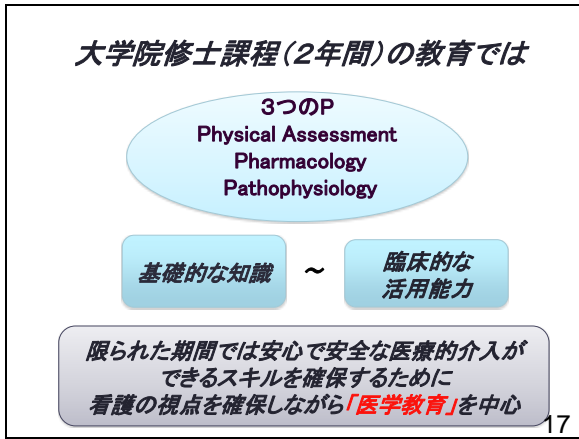 大学院修士課程(2年間)の教育では
3つのP
Physical Assessment
Pharmacology
Pathophysiology
基礎的な知識
～
臨床的な
活用能力
限られた期間では安心で安全な医療的介入が
できるスキルを確保するために
看護の視点を確保しながら「医学教育」を中心
17